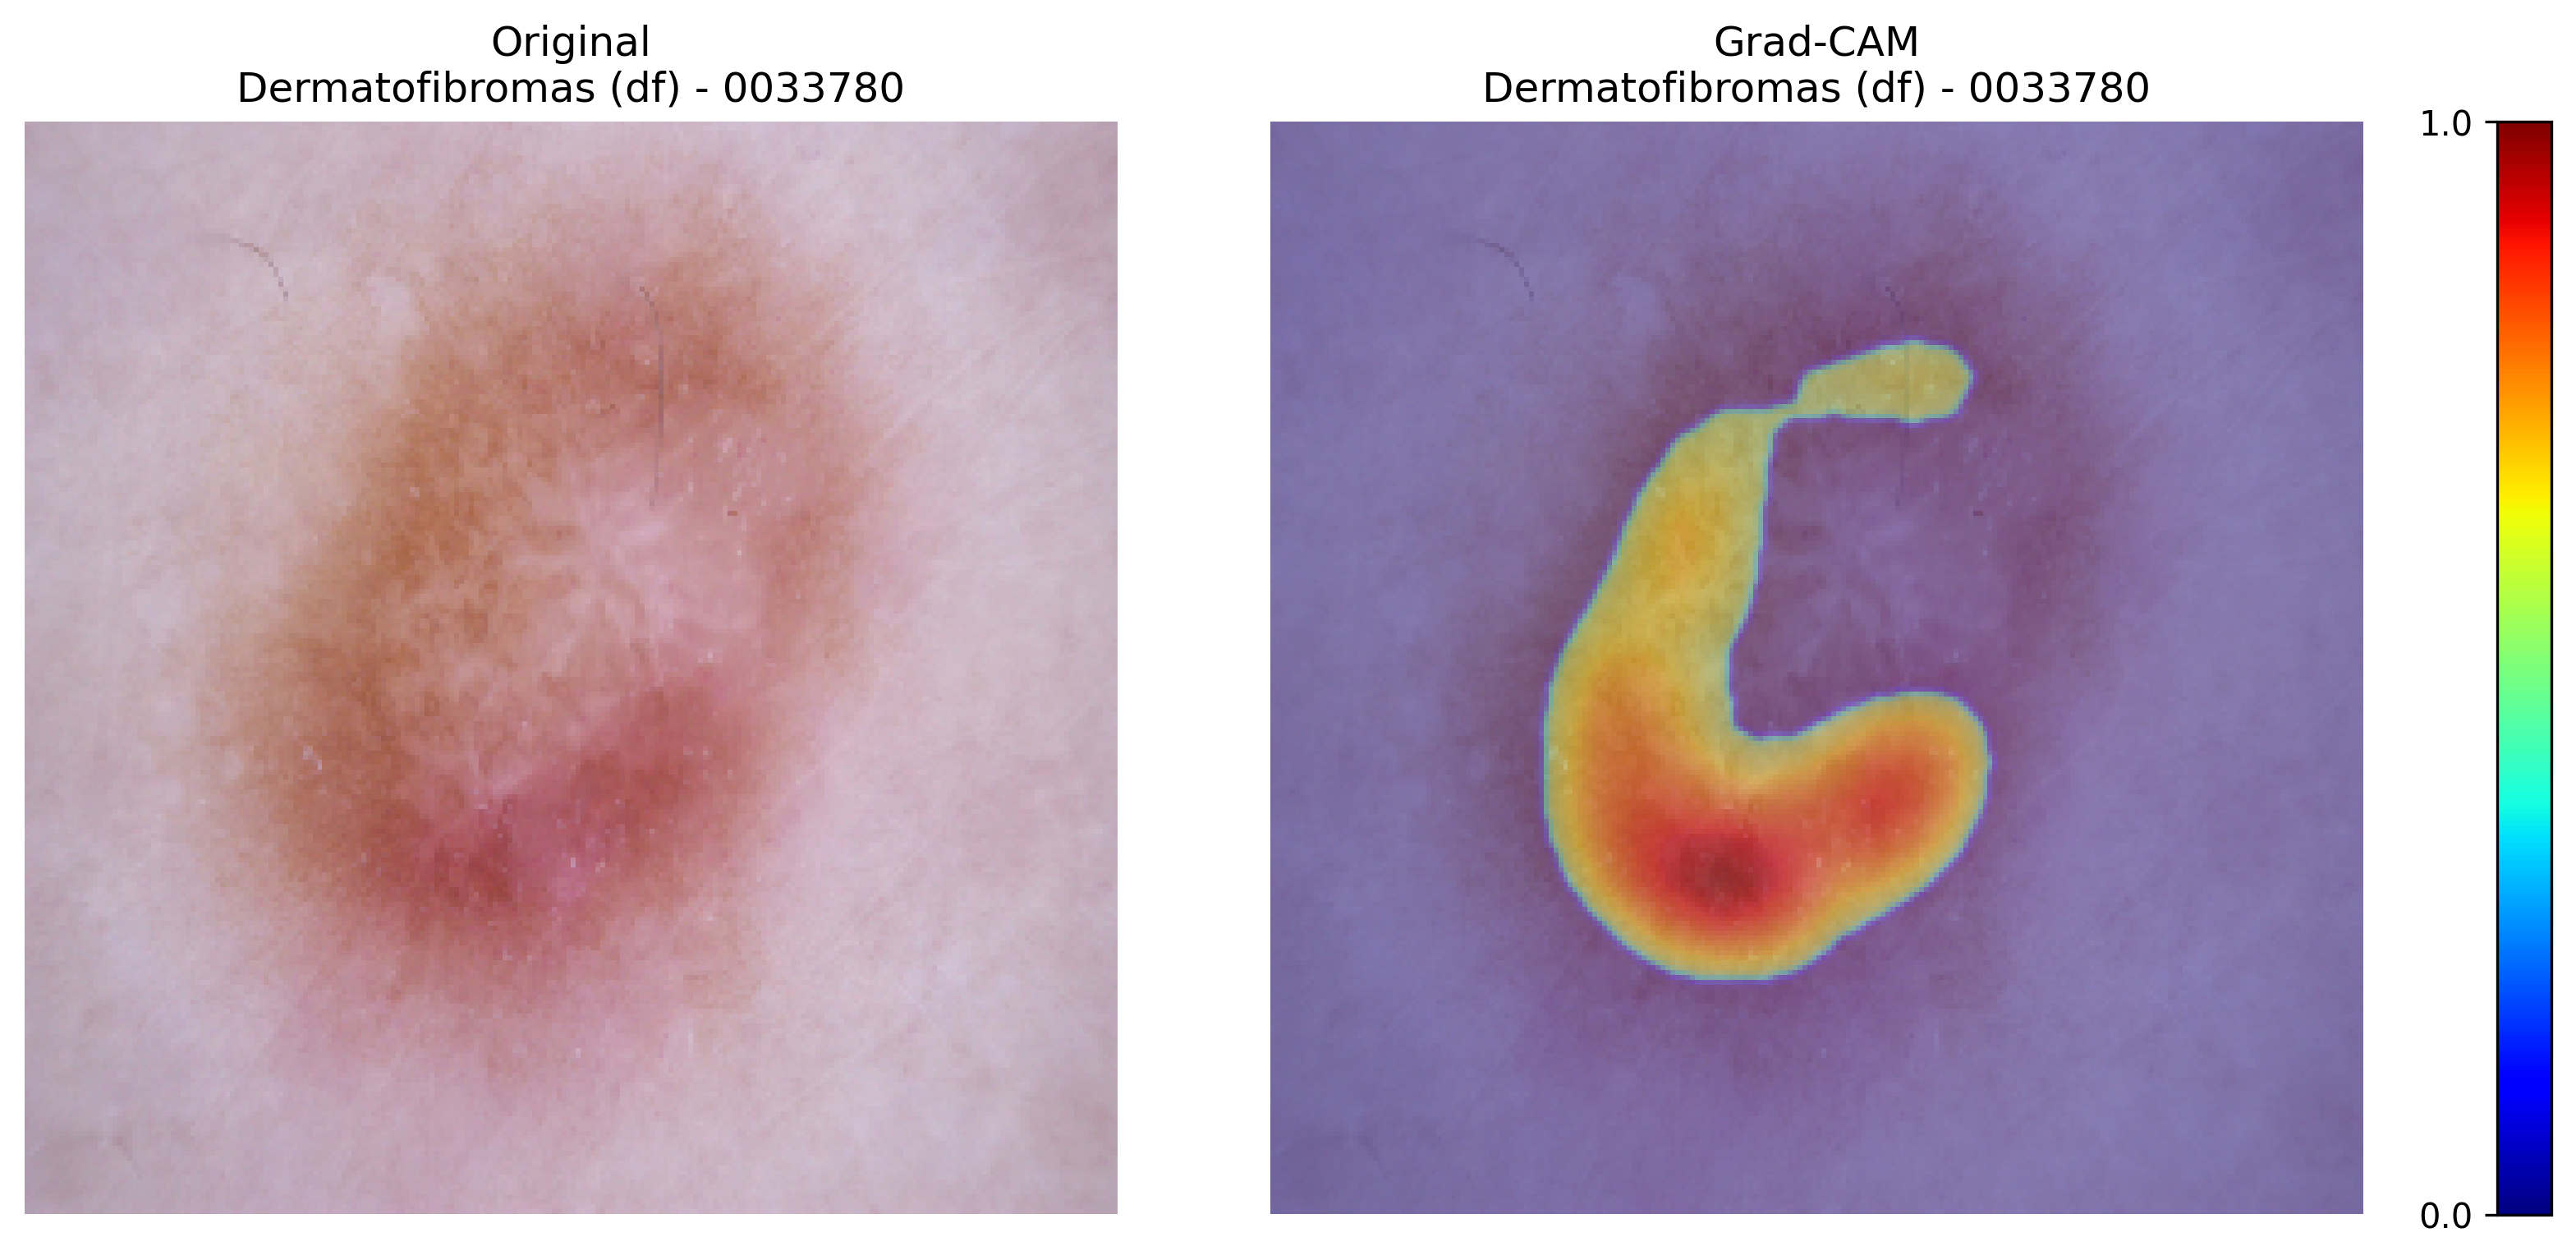 Original
Dermatofibromas (df) - 0033780
Grad-CAM
Dermatofibromas (df) - 0033780
1.0
0.0